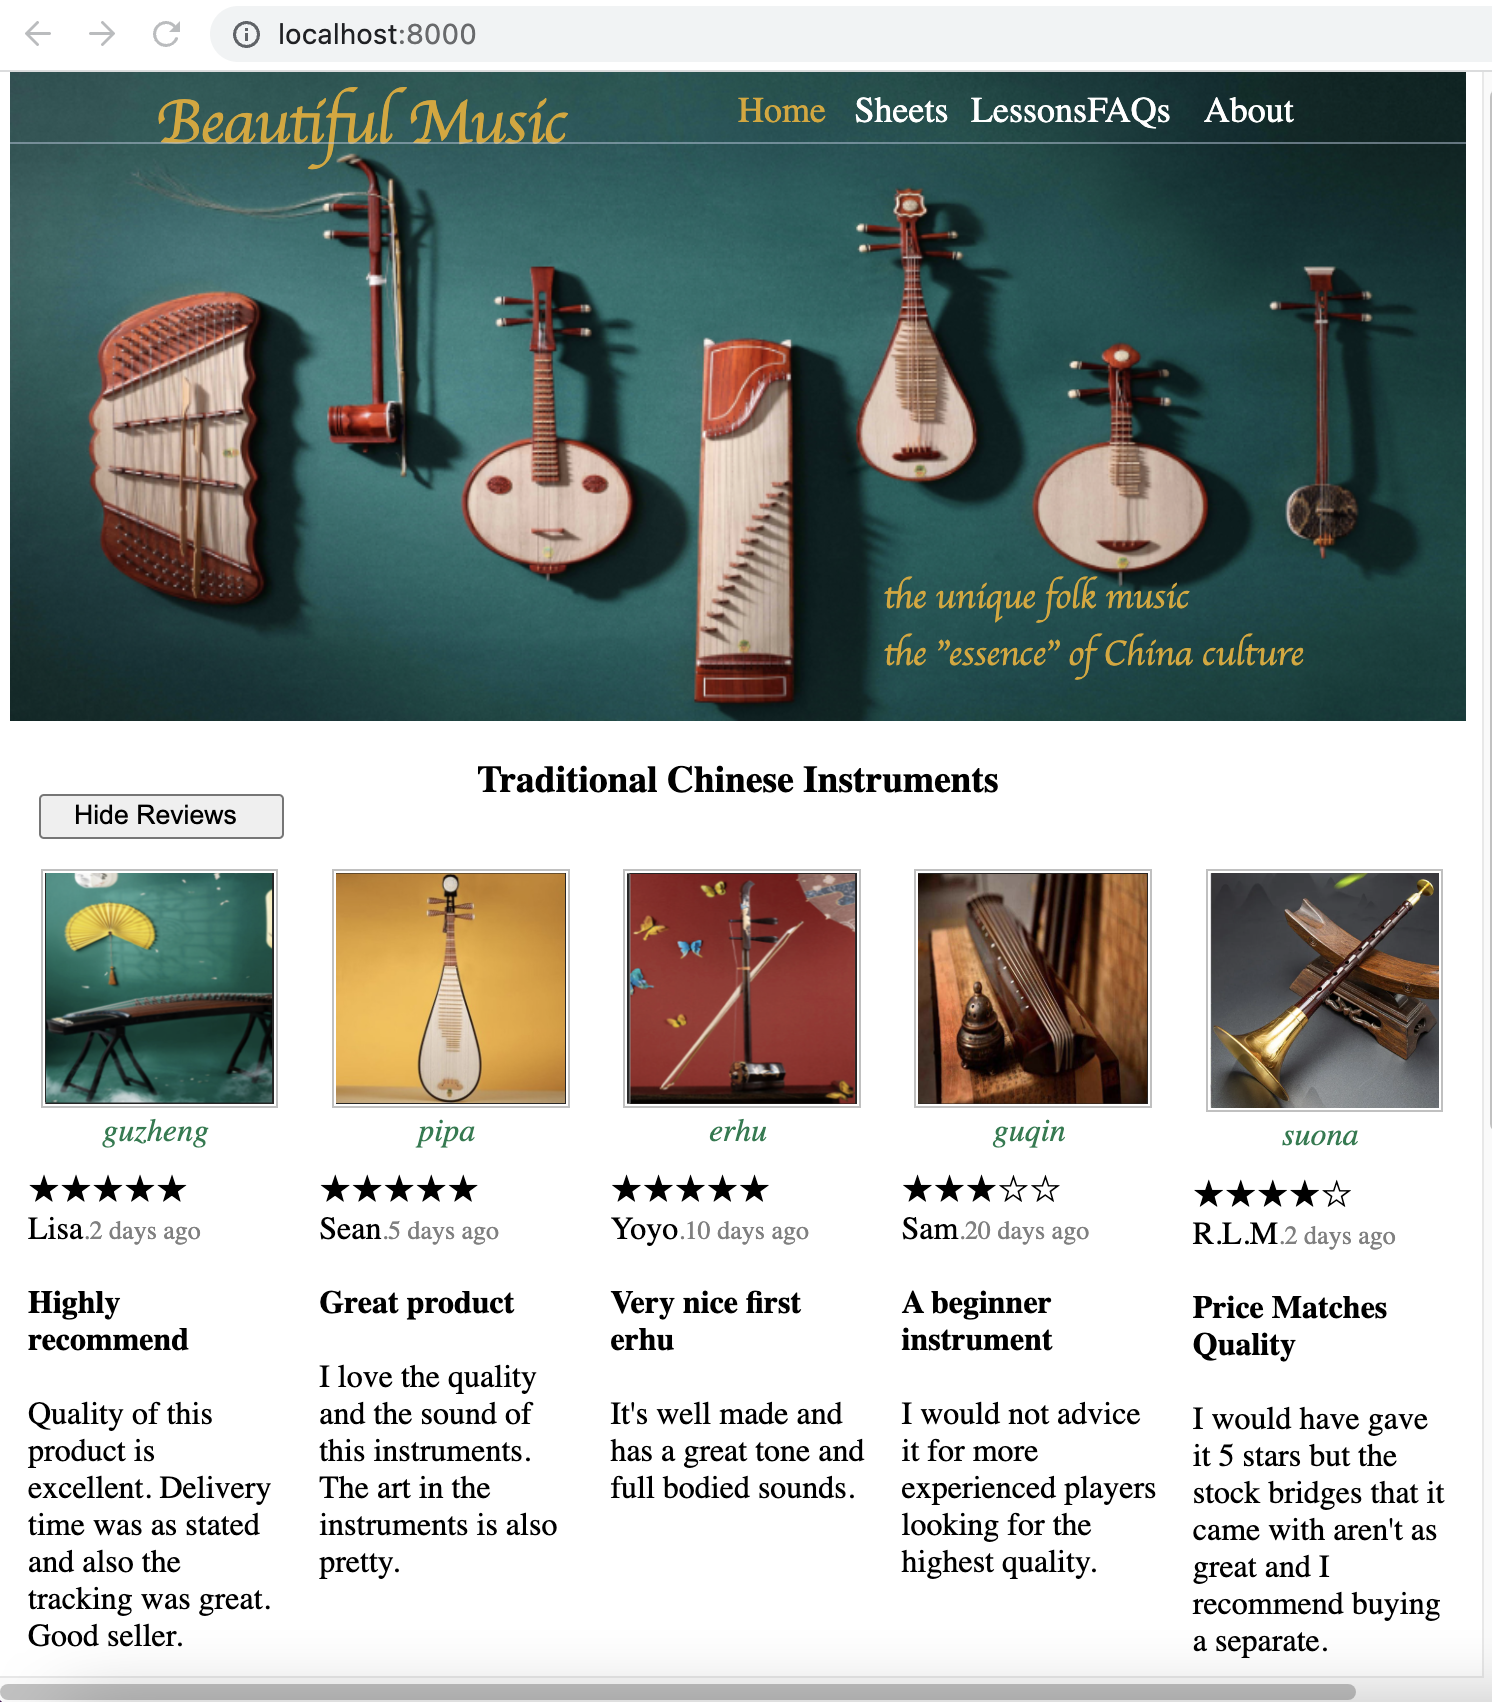 localhost:8000
Beautiful Music
Home Sheets LessonsFAQs About
the unique folk music
the "essence" of China culture
Traditional Chinese Instruments
Hide Reviews
guzheng
★★★★★
Lisa.2 days ago
Highly
recommend
Quality of this
product is
excellent. Delivery
time was as stated
and also the
tracking was great.
Good seller.
pipa
★★★★★
Sean.5 days ago
Great product
I love the quality
and the sound of
this instruments.
The art in the
instruments is also
pretty.
erhu
★★★★★
Yoyo.10 days ago
Very nice first
erhu
It's well made and
has a great tone and
full bodied sounds.
guqin
★★★☆☆
Sam.20 days ago
A beginner
instrument
I would not advice
it for more
experienced players
looking for the
highest quality.
suona
★★★★☆
R.L.M.2 days ago
Price Matches
Quality
I would have gave
it 5 stars but the
stock bridges that it
came with aren't as
great and I
recommend buying
a separate.